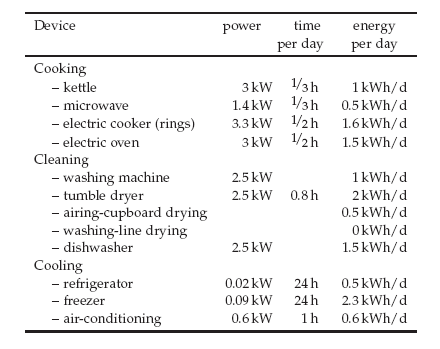 Device power time energy
per day per day
Cooking
– kettle 3 kW 1/3 h 1 kWh/d
– microwave 1.4 kW 1/3 h 0.5 kWh/d
– electric cooker (rings) 3.3 kW 1/2 h 1.6 kWh/d
– electric oven 3 kW 1/2 h 1.5 kWh/d
Cleaning
– washing machine 2.5 kW 1 kWh/d
– tumble dryer 2.5 kW 0.8 h 2 kWh/d
– airing-cupboard drying 0.5 kWh/d
– washing-line drying 0 kWh/d
– dishwasher 2.5 kW 1.5 kWh/d
Cooling
– refrigerator 0.02 kW 24 h 0.5 kWh/d
– freezer 0.09 kW 24 h 2.3 kWh/d
– air-conditioning 0.6 kW 1 h 0.6 kWh/d